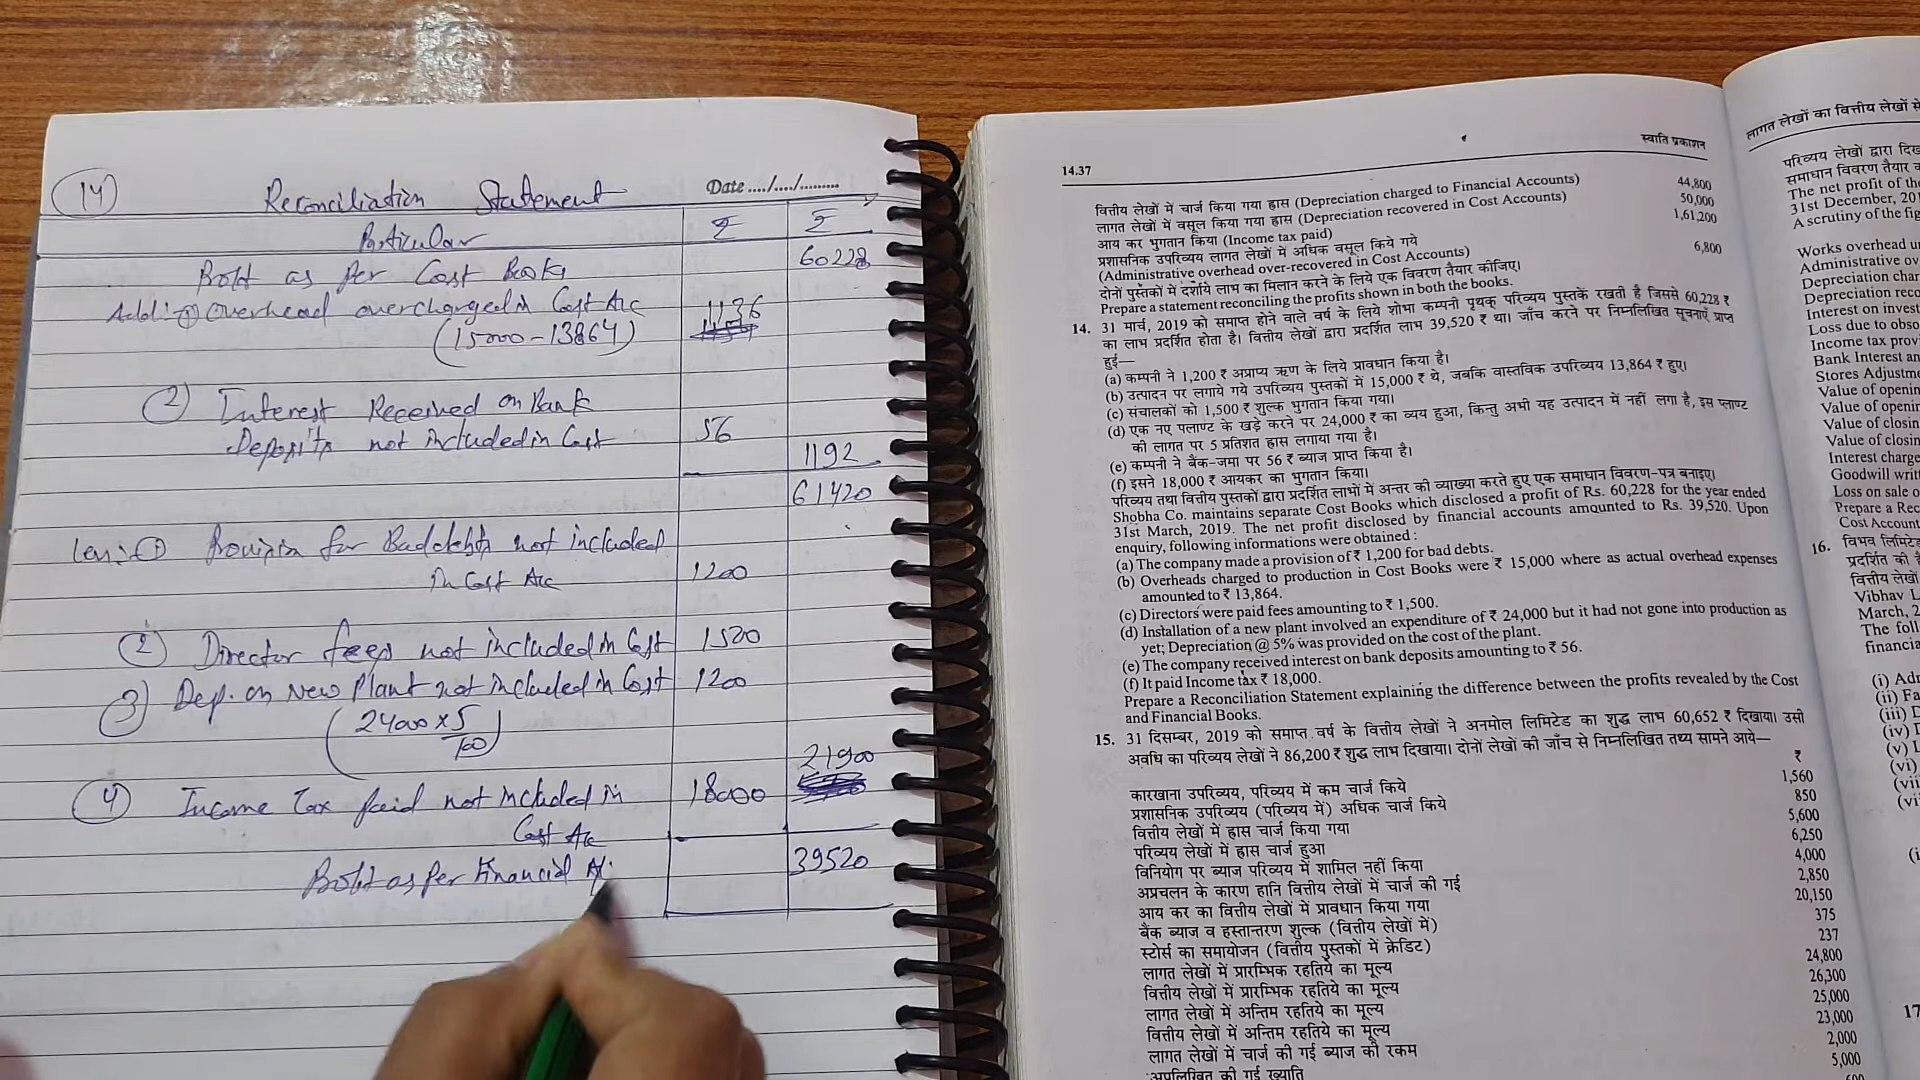 14
Reconciliation Statement
Date ..../..../.........
Particular ₹ ₹
Profit as Per Cost Books 60228
Add:- ① Overhead overcharged in Cost A/c 1136
(15000-13864)
② Interest Received on Bank
Deposits not included in Cost 56
1192
61420
Less:- ① Provision for Bad debts not included
in Cost A/c 1200
② Director fees not included in Cost 1500
3) Dep. on New Plant not included in Cost 1200
(24000 × 5/100)
21900
④ Income Tax paid not included in 18000
Cost A/c
Profit as Per Financial A/ 39520
14.37
स्वाति प्रकाशन
वित्तीय लेखों में चार्ज किया गया ह्रास (Depreciation charged to Financial Accounts) 44,800
लागत लेखों में वसूल किया गया ह्रास (Depreciation recovered in Cost Accounts) 50,000
आय कर भुगतान किया (Income tax paid) 1,61,200
प्रशासनिक उपरिव्यय लागत लेखों में अधिक वसूल किये गये
(Administrative overhead over-recovered in Cost Accounts) 6,800
दोनों पुस्तकों में दर्शाये लाभ का मिलान करने के लिये एक विवरण तैयार कीजिए।
Prepare a statement reconciling the profits shown in both the books.
14. 31 मार्च, 2019 को समाप्त होने वाले वर्ष के लिये शोभा कम्पनी पृथक् परिव्यय पुस्तकें रखती है जिससे 60,228 ₹
का लाभ प्रदर्शित होता है। वित्तीय लेखों द्वारा प्रदर्शित लाभ 39,520 ₹ था। जाँच करने पर निम्नलिखित सूचनाएँ प्राप्त
हुई—
(a) कम्पनी ने 1,200 ₹ अप्राप्य ऋण के लिये प्रावधान किया है।
(b) उत्पादन पर लगाये गये उपरिव्यय पुस्तकों में 15,000 ₹ थे, जबकि वास्तविक उपरिव्यय 13,864 ₹ हुए।
(c) संचालकों को 1,500 ₹ शुल्क भुगतान किया गया।
(d) एक नए पलाण्ट के खड़े करने पर 24,000 ₹ का व्यय हुआ, किन्तु अभी यह उत्पादन में नहीं लगा है, इस प्लाण्ट
की लागत पर 5 प्रतिशत ह्रास लगाया गया है।
(e) कम्पनी ने बैंक-जमा पर 56 ₹ ब्याज प्राप्त किया है।
(f) इसने 18,000 ₹ आयकर का भुगतान किया।
परिव्यय तथा वित्तीय पुस्तकों द्वारा प्रदर्शित लाभों में अन्तर की व्याख्या करते हुए एक समाधान विवरण-पत्र बनाइए।
Shobha Co. maintains separate Cost Books which disclosed a profit of Rs. 60,228 for the year ended
31st March, 2019. The net profit disclosed by financial accounts amounted to Rs. 39,520. Upon
enquiry, following informations were obtained :
(a) The company made a provision of ₹ 1,200 for bad debts.
(b) Overheads charged to production in Cost Books were ₹ 15,000 where as actual overhead expenses
amounted to ₹ 13,864.
(c) Directors were paid fees amounting to ₹ 1,500.
(d) Installation of a new plant involved an expenditure of ₹ 24,000 but it had not gone into production as
yet; Depreciation @ 5% was provided on the cost of the plant.
(e) The company received interest on bank deposits amounting to ₹ 56.
(f) It paid Income tax ₹ 18,000.
Prepare a Reconciliation Statement explaining the difference between the profits revealed by the Cost
and Financial Books.
15. 31 दिसम्बर, 2019 को समाप्त वर्ष के वित्तीय लेखों ने अनमोल लिमिटेड का शुद्ध लाभ 60,652 ₹ दिखाया। उसी
अवधि का परिव्यय लेखों ने 86,200 ₹ शुद्ध लाभ दिखाया। दोनों लेखों की जाँच से निम्नलिखित तथ्य सामने आये—
₹
कारखाना उपरिव्यय, परिव्यय में कम चार्ज किये 1,560
प्रशासनिक उपरिव्यय (परिव्यय में) अधिक चार्ज किये 850
वित्तीय लेखों में ह्रास चार्ज किया गया 5,600
परिव्यय लेखों में ह्रास चार्ज हुआ 6,250
विनियोग पर ब्याज परिव्यय में शामिल नहीं किया 4,000
अप्रचलन के कारण हानि वित्तीय लेखों में चार्ज की गई 2,850
आय कर का वित्तीय लेखों में प्रावधान किया गया 20,150
बैंक ब्याज व हस्तान्तरण शुल्क (वित्तीय लेखों में) 375
स्टोर्स का समायोजन (वित्तीय पुस्तकों में क्रेडिट) 237
लागत लेखों में प्रारम्भिक रहतिये का मूल्य 24,800
वित्तीय लेखों में प्रारम्भिक रहतिये का मूल्य 26,300
लागत लेखों में अन्तिम रहतिये का मूल्य 25,000
वित्तीय लेखों में अन्तिम रहतिये का मूल्य 23,000
लागत लेखों में चार्ज की गई ब्याज की रकम 2,000
अपलिखित की गई ख्याति 5,000
लागत लेखों का वित्तीय लेखों से
परिव्यय लेखों द्वारा
समाधान विवरण तैयार
The net profit of
31st December,
A scrutiny of the
Works overhead
Administrative
Depreciation
Depreciation
Interest on
Loss due to
Income tax
Bank Interest
Stores
Value of
Value of
Value of
Value of
Interest
Goodwill
Loss on sale
Prepare a
Cost
16. विभव
प्रदर्शित की
वित्तीय
Vibhav
March,
The
(i)
(ii)
(iii)
(iv)
(v)
(vi)
17